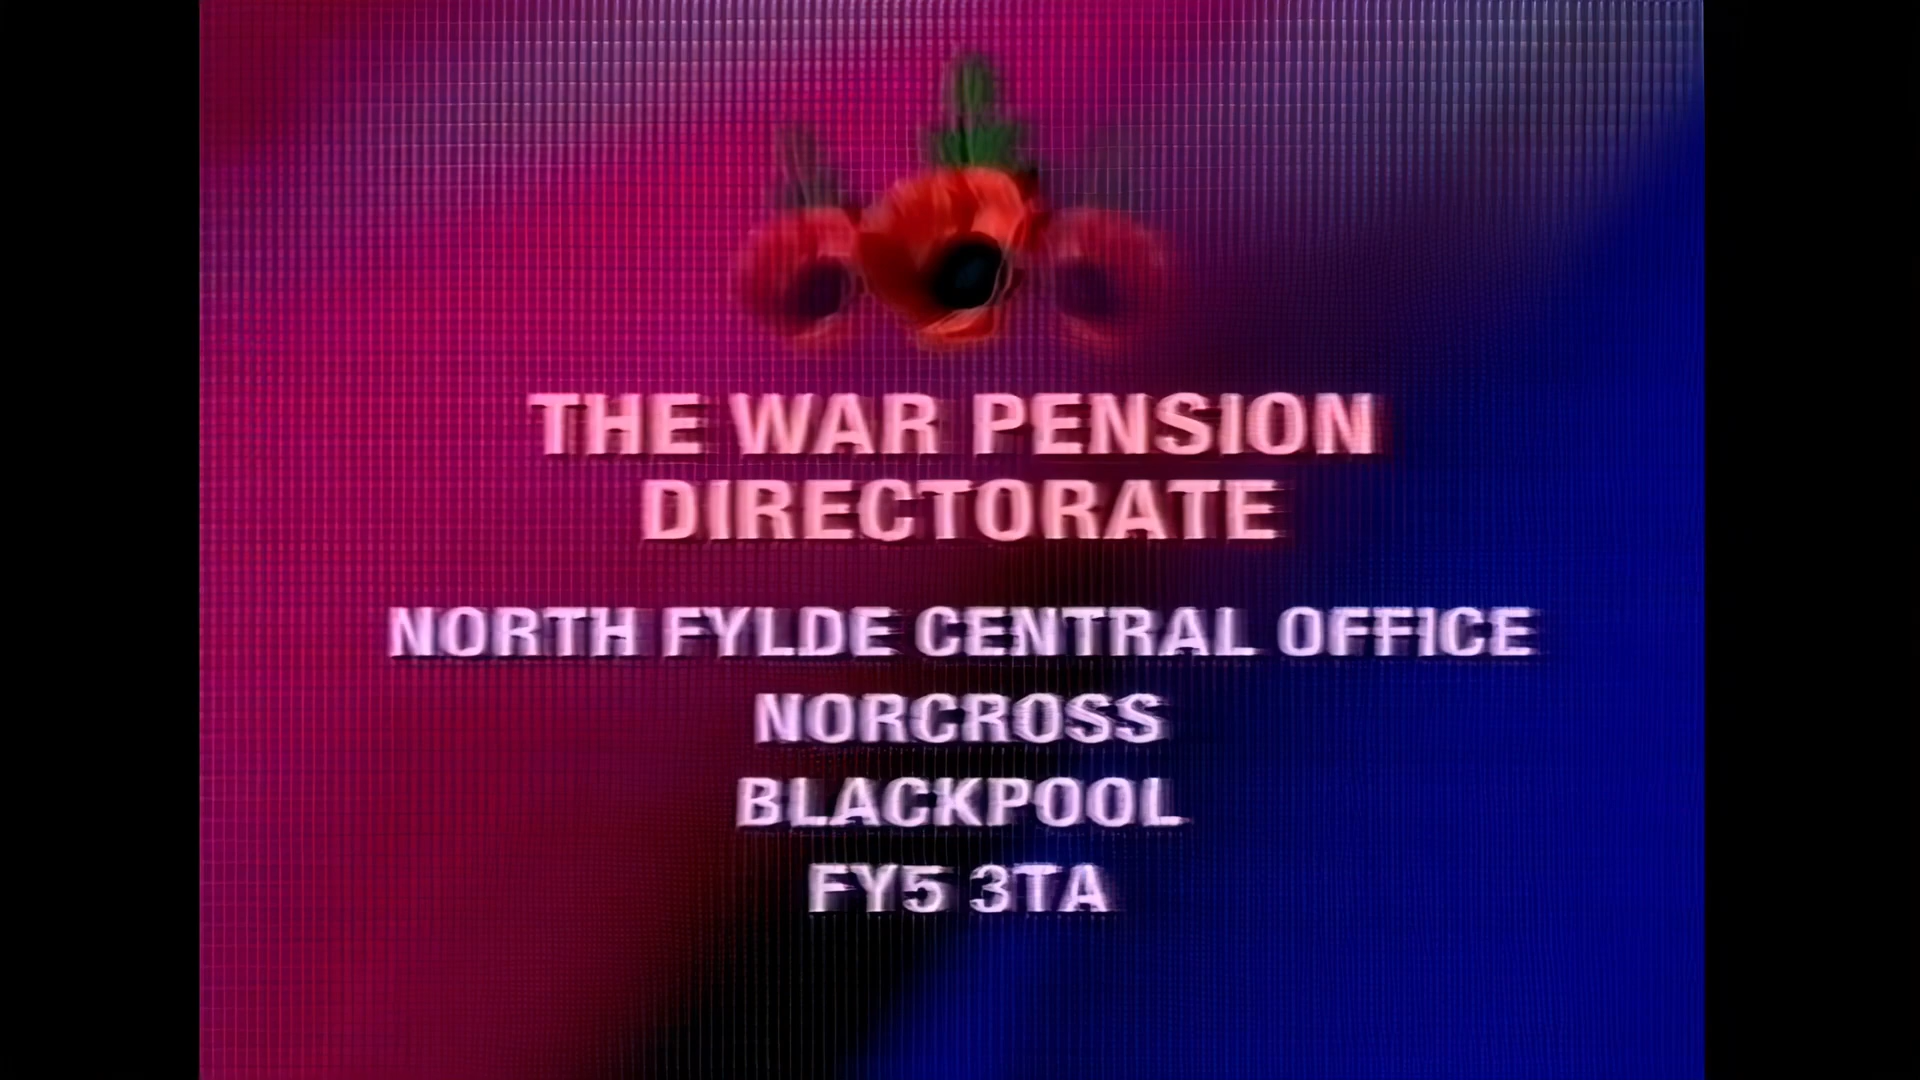 THE WAR PENSION
DIRECTORATE
NORTH FYLDE CENTRAL OFFICE
NORCROSS
BLACKPOOL
FY5 3TA